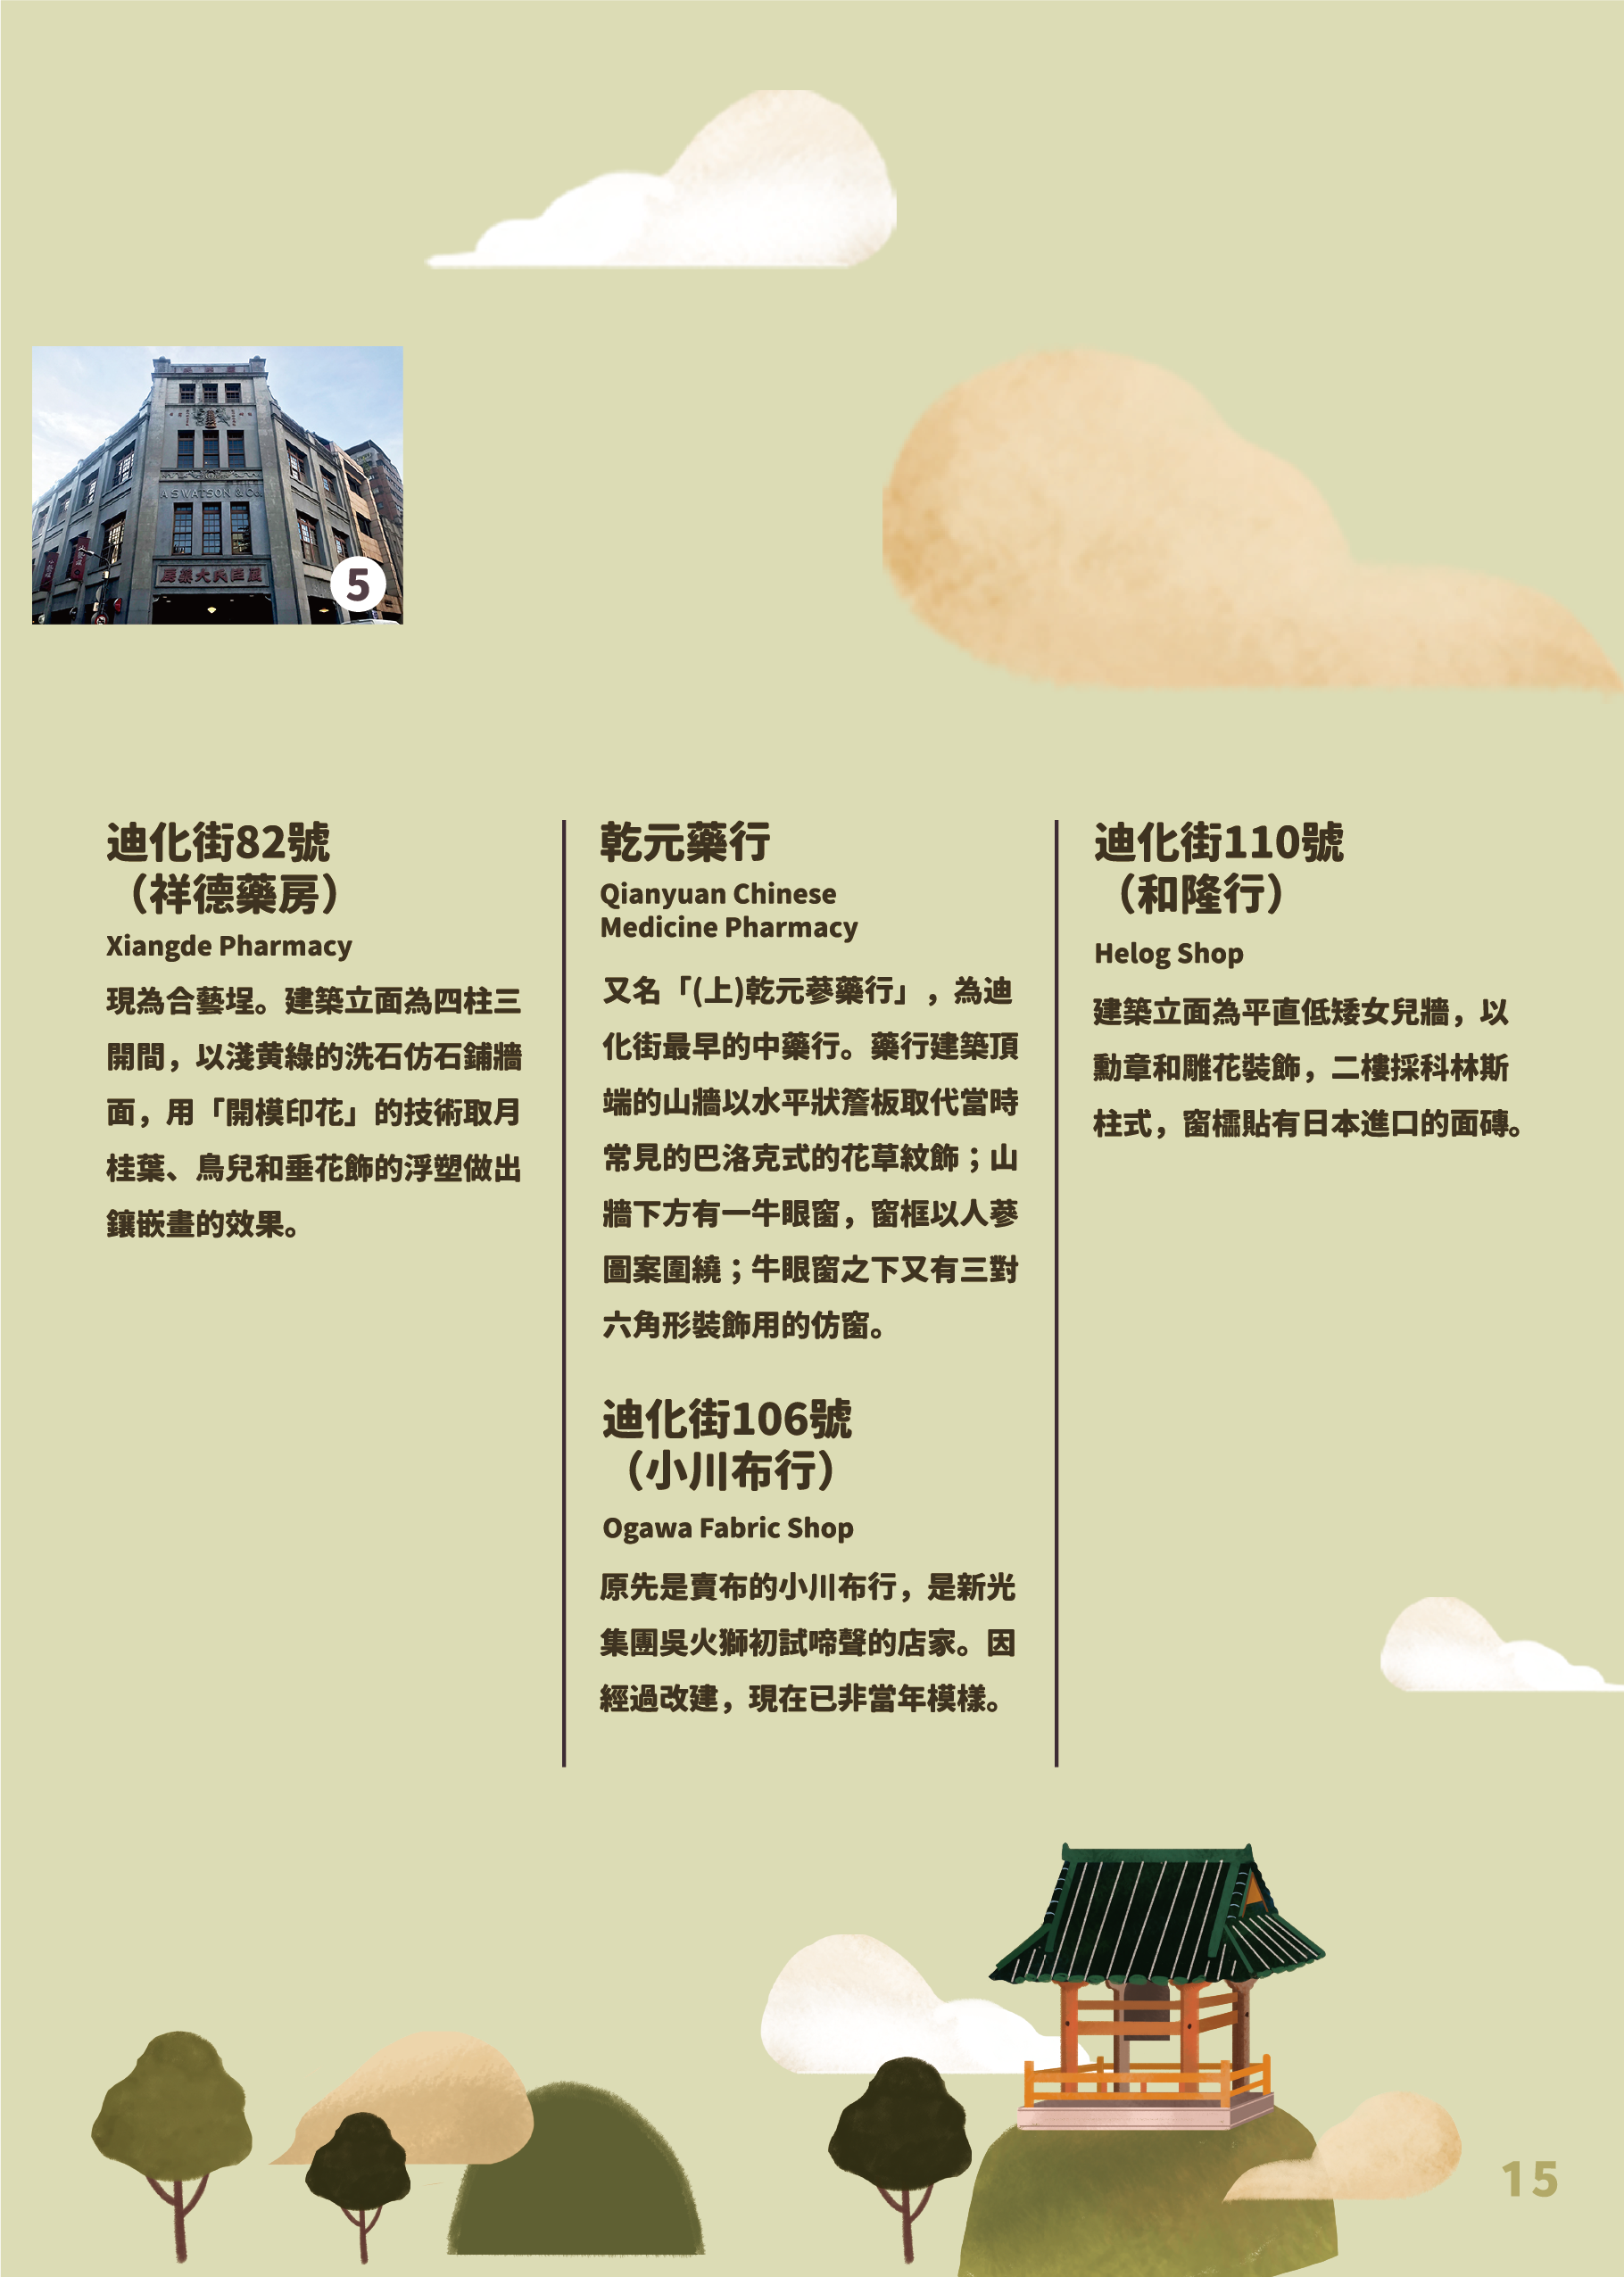 A S WATSON & CO.
屈臣氏大藥房
5
迪化街82號
（祥德藥房）
Xiangde Pharmacy
現為合藝埕。建築立面為四柱三
開間，以淺黃綠的洗石仿石鋪牆
面，用「開模印花」的技術取月
桂葉、鳥兒和垂花飾的浮塑做出
鑲嵌畫的效果。
乾元藥行
Qianyuan Chinese
Medicine Pharmacy
又名「(上)乾元蔘藥行」，為迪
化街最早的中藥行。藥行建築頂
端的山牆以水平狀簷板取代當時
常見的巴洛克式的花草紋飾；山
牆下方有一牛眼窗，窗框以人蔘
圖案圍繞；牛眼窗之下又有三對
六角形裝飾用的仿窗。
迪化街106號
（小川布行）
Ogawa Fabric Shop
原先是賣布的小川布行，是新光
集團吳火獅初試啼聲的店家。因
經過改建，現在已非當年模樣。
迪化街110號
（和隆行）
Helog Shop
建築立面為平直低矮女兒牆，以
勳章和雕花裝飾，二樓採科林斯
柱式，窗櫺貼有日本進口的面磚。
15